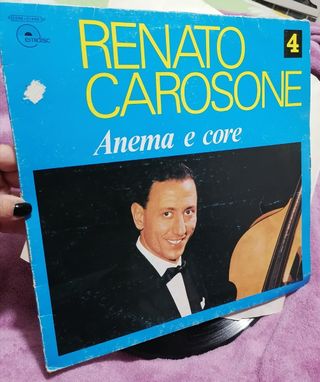 emidisc
RENATO
CAROSONE
4
Anema e core